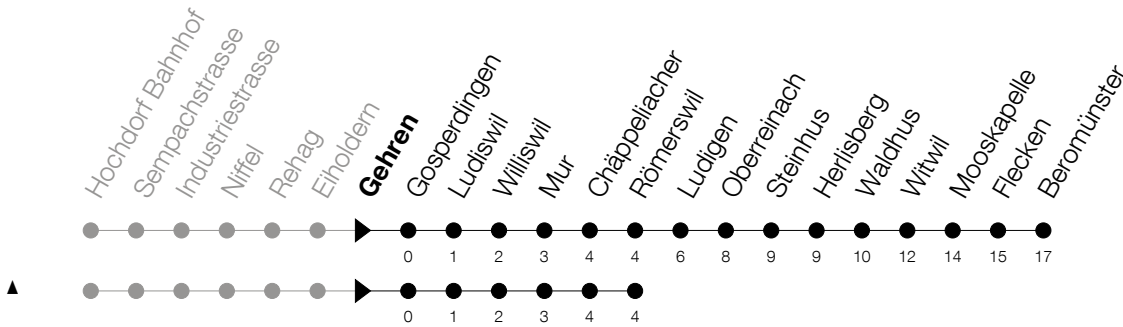 Hochdorf Bahnhof
Sempachstrasse
Industriestrasse
Niffel
Rehag
Eiholdern
Gehren
Gosperdingen
Ludiswil
Williswil
Mur
Chäppeliacher
Römerswil
Ludigen
Oberreinach
Steinhus
Herlisberg
Waldhus
Witwil
Mooskapelle
Flecken
Beromünster
0 1 2 3 4 4 6 8 9 9 10 12 14 15 17
0 1 2 3 4 4